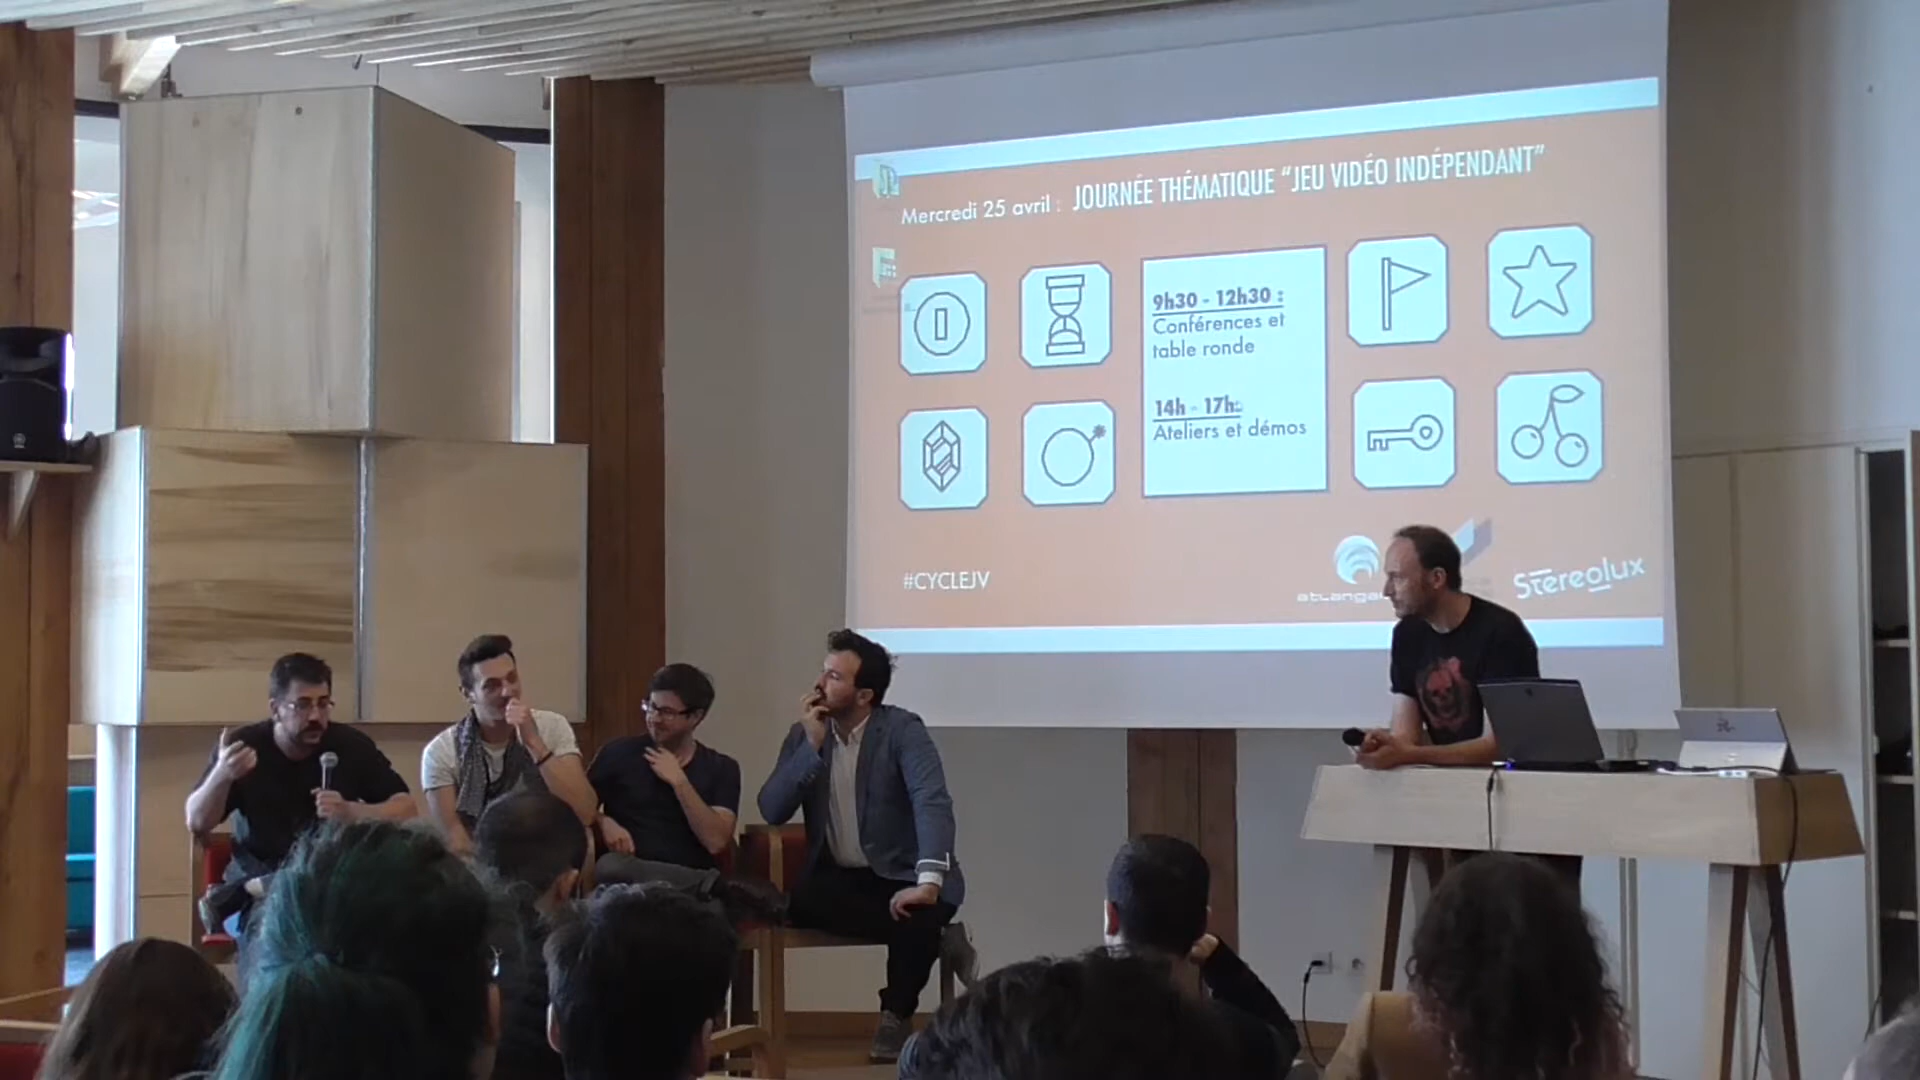 Mercredi 25 avril : JOURNÉE THÉMATIQUE "JEU VIDÉO INDÉPENDANT"
9h30 - 12h30 :
Conférences et
table ronde
14h - 17h:
Ateliers et démos
#CYCLEJV
Stereolux